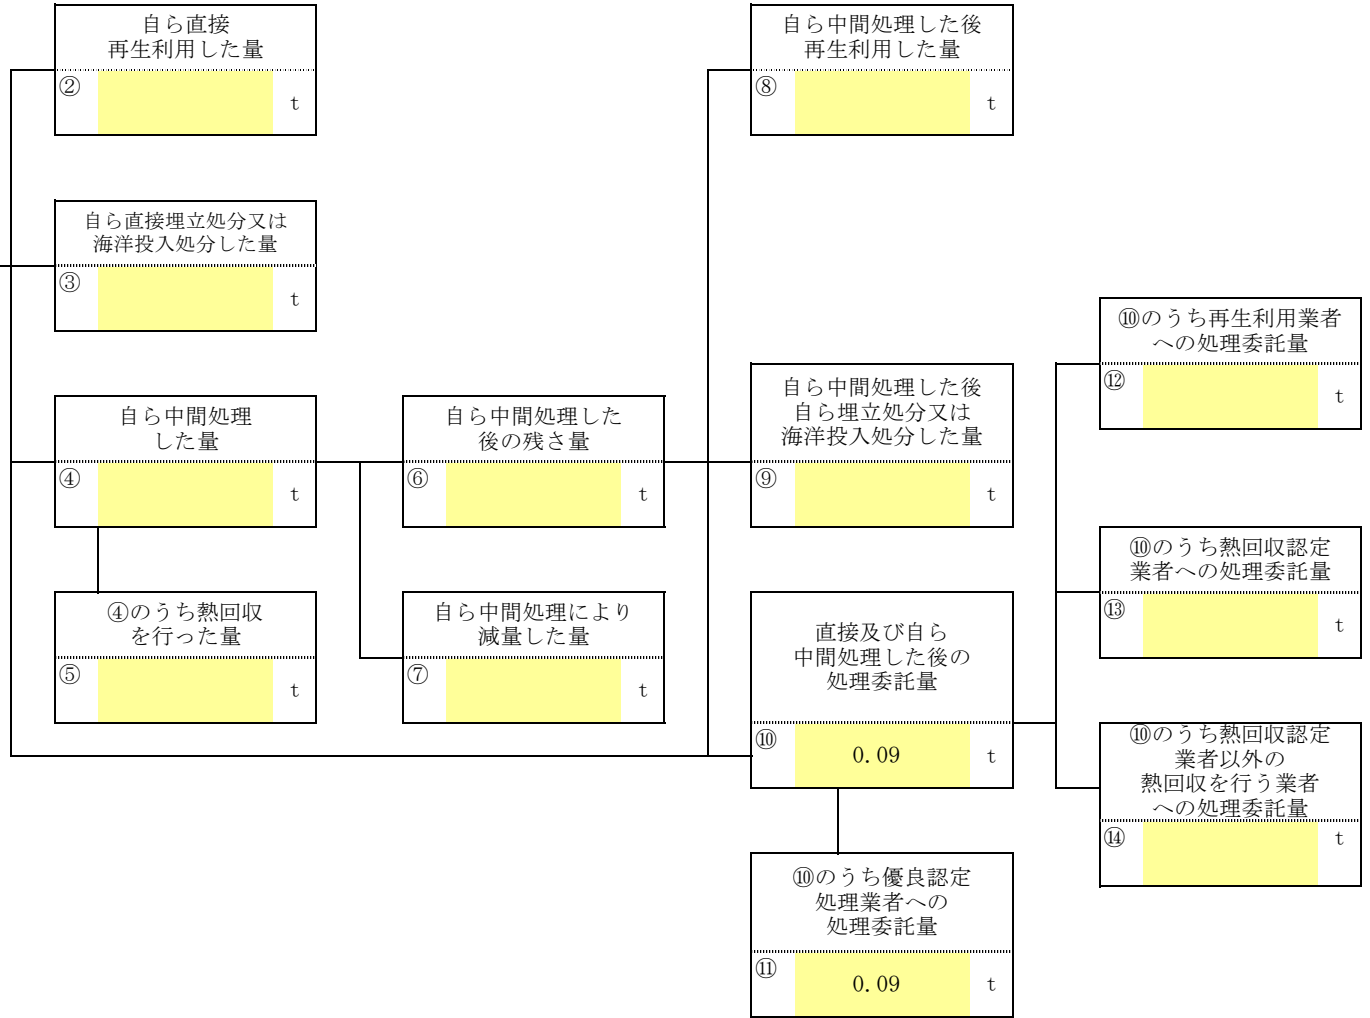 自ら直接
再生利用した量
②
t
自ら中間処理した後
再生利用した量
⑧
t
自ら直接埋立処分又は
海洋投入処分した量
③
t
⑩のうち再生利用業者
への処理委託量
⑫
t
自ら中間処理
した量
④
t
自ら中間処理した
後の残さ量
⑥
t
自ら中間処理した後
自ら埋立処分又は
海洋投入処分した量
⑨
t
⑩のうち熱回収認定
業者への処理委託量
⑬
t
④のうち熱回収
を行った量
⑤
t
自ら中間処理により
減量した量
⑦
t
直接及び自ら
中間処理した後の
処理委託量
⑩
0.09
t
⑩のうち熱回収認定
業者以外の
熱回収を行う業者
への処理委託量
⑭
t
⑩のうち優良認定
処理業者への
処理委託量
⑪
0.09
t